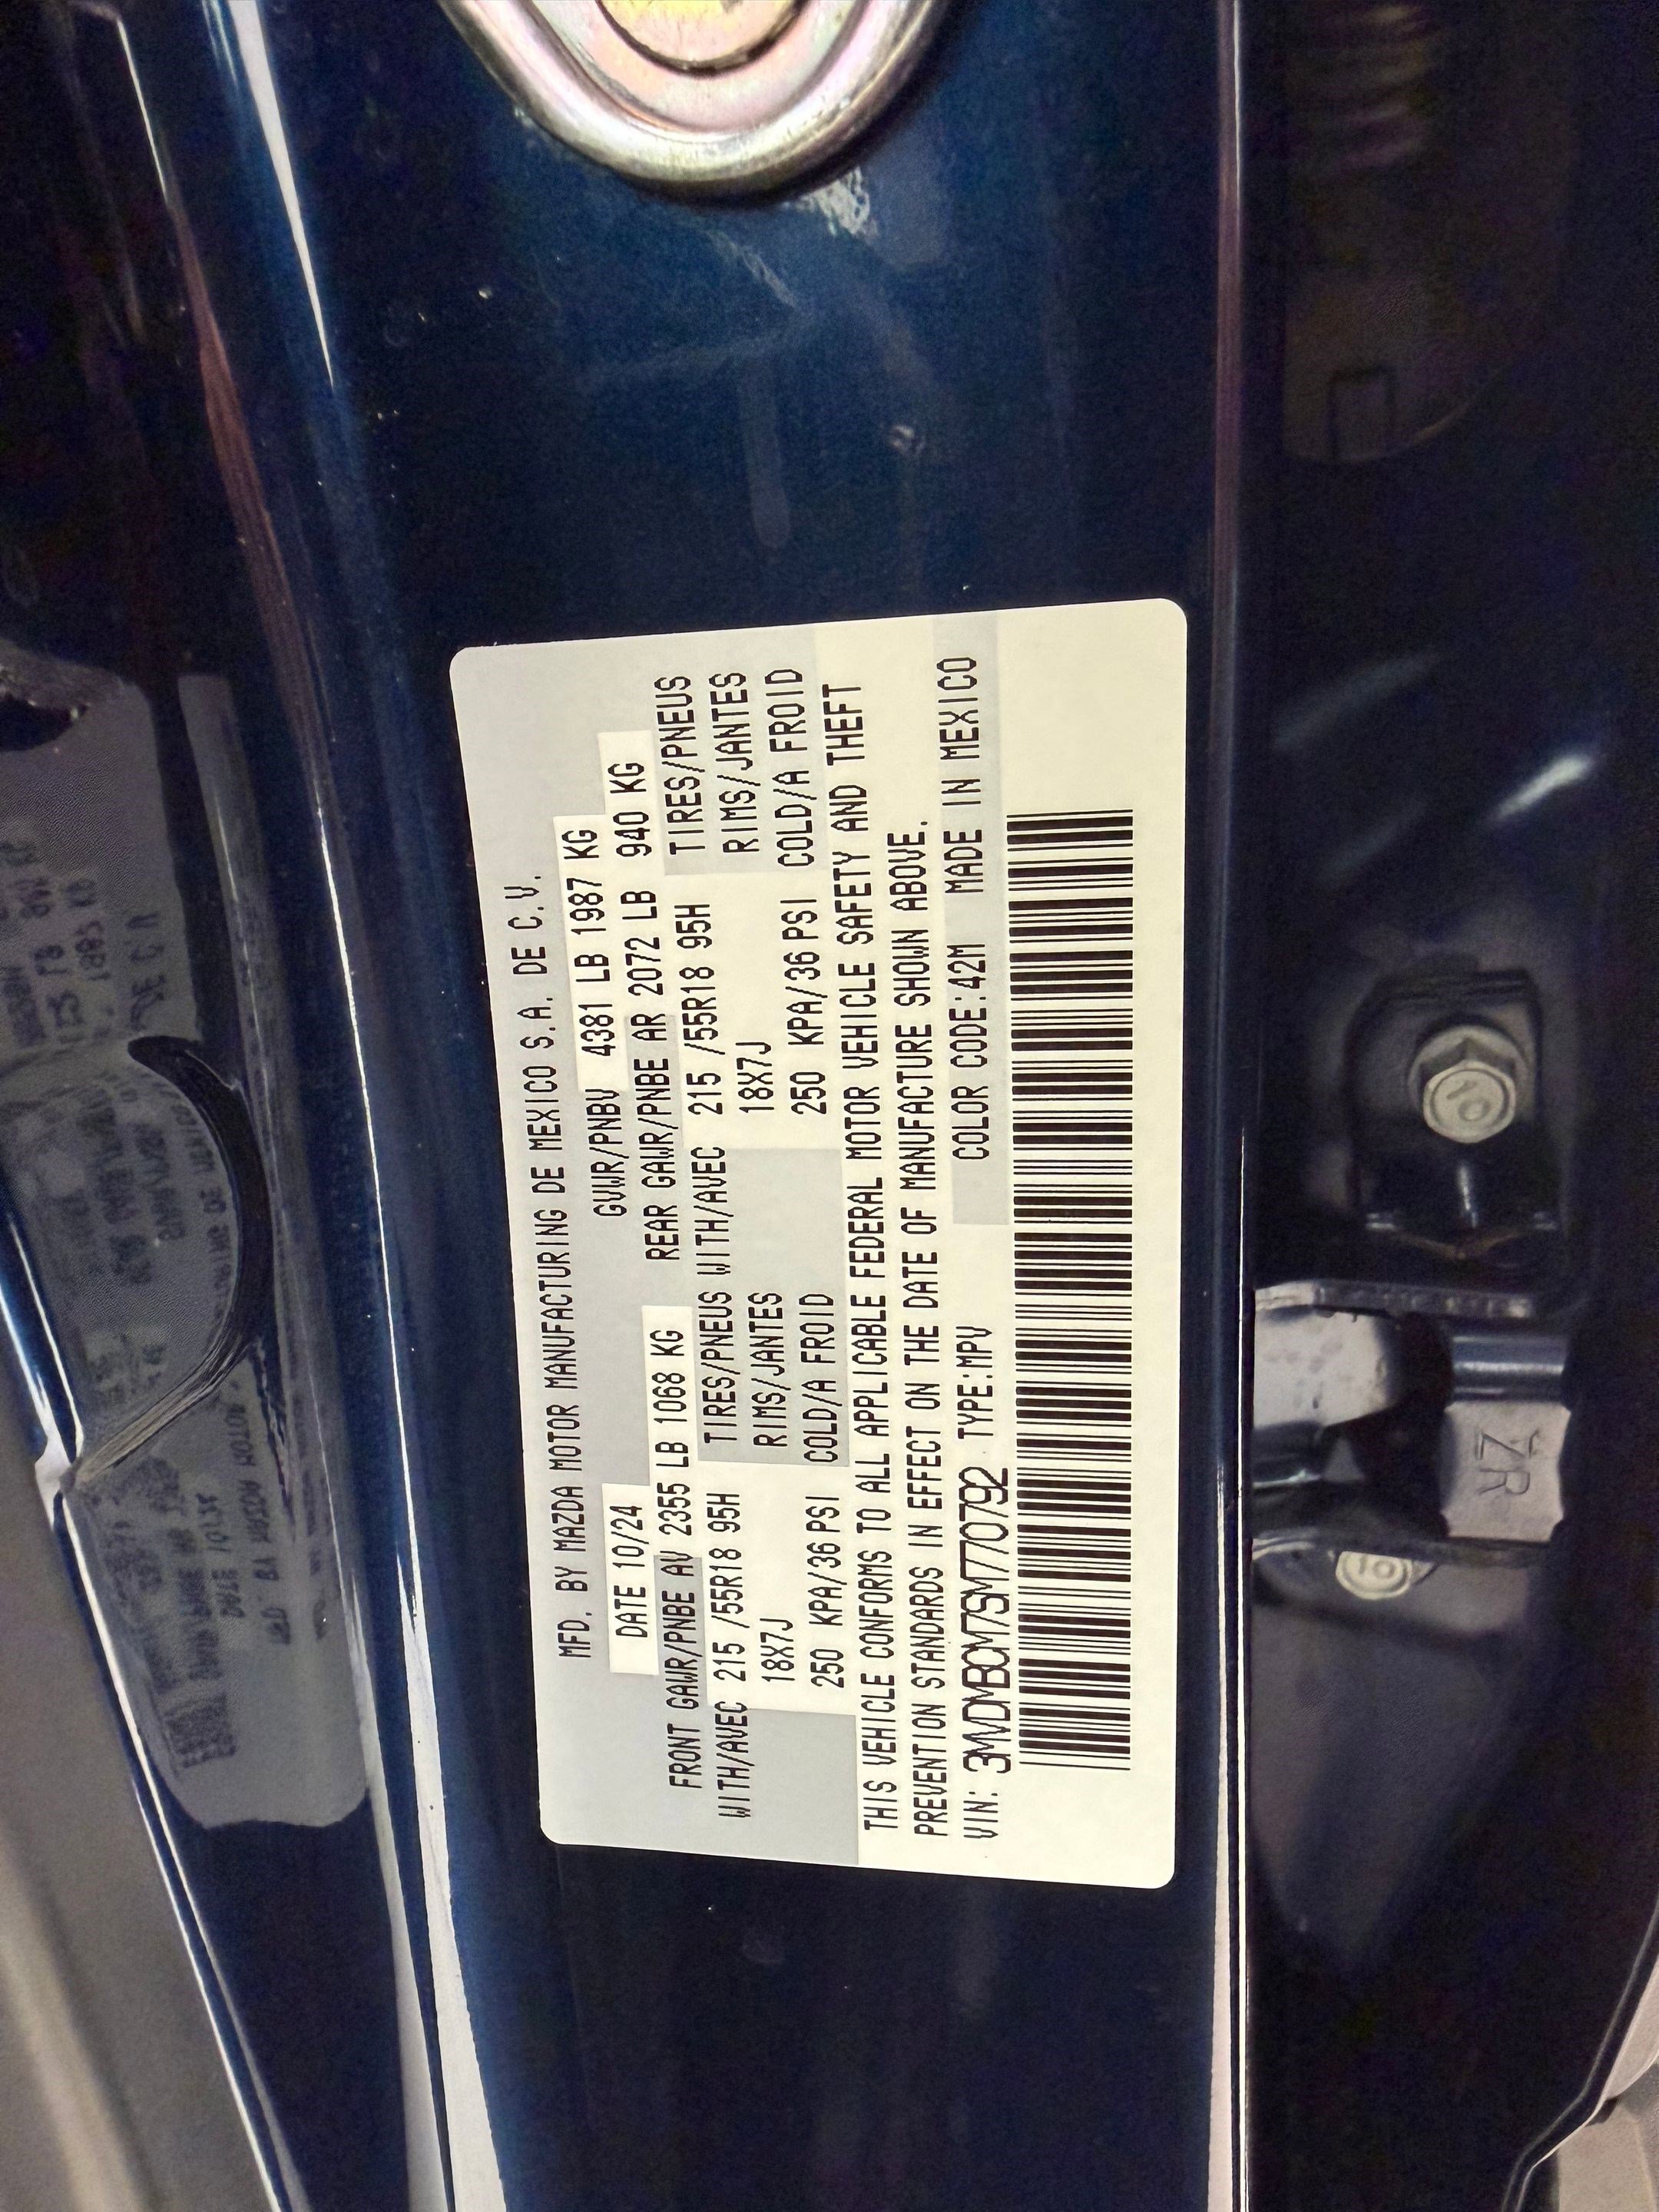 MFD. BY MAZDA MOTOR MANUFACTURING DE MEXICO S.A. DE C.V.
DATE 10/24 GVWR/PNBV 4381 LB 1987 KG
FRONT GAWR/PNBE AV 2355 LB 1068 KG REAR GAWR/PNBE AR 2072 LB 940 KG
WITH/AVEC 215 /55R18 95H TIRES/PNEUS WITH/AVEC 215 /55R18 95H TIRES/PNEUS
18X7J RIMS/JANTES 18X7J RIMS/JANTES
250 KPA/36 PSI COLD/A FROID 250 KPA/36 PSI COLD/A FROID
THIS VEHICLE CONFORMS TO ALL APPLICABLE FEDERAL MOTOR VEHICLE SAFETY AND THEFT
PREVENTION STANDARDS IN EFFECT ON THE DATE OF MANUFACTURE SHOWN ABOVE.
VIN: 3MVDMBCM7SM770792 TYPE:MPV COLOR CODE:42M MADE IN MEXICO
10
10
ZR